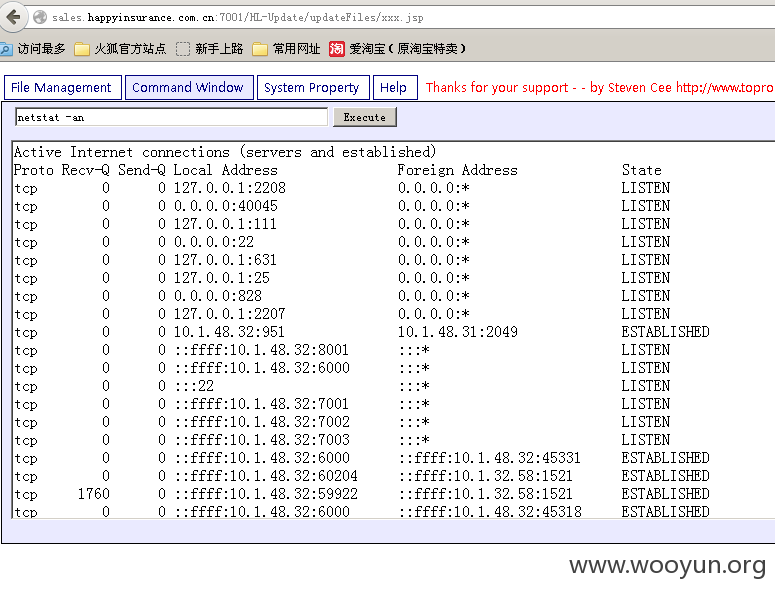 sales.happyinsurance.com.cn:7001/HL-Update/updateFiles/xxx.jsp
访问最多 火狐官方站点 新手上路 常用网址 淘 爱淘宝（原淘宝特卖）
File Management Command Window System Property Help Thanks for your support - - by Steven Cee http://www.topro
netstat -an Execute
Active Internet connections (servers and established)
Proto Recv-Q Send-Q Local Address Foreign Address State
tcp 0 0 127.0.0.1:2208 0.0.0.0:* LISTEN
tcp 0 0 0.0.0.0:40045 0.0.0.0:* LISTEN
tcp 0 0 127.0.0.1:111 0.0.0.0:* LISTEN
tcp 0 0 0.0.0.0:22 0.0.0.0:* LISTEN
tcp 0 0 127.0.0.1:631 0.0.0.0:* LISTEN
tcp 0 0 127.0.0.1:25 0.0.0.0:* LISTEN
tcp 0 0 0.0.0.0:828 0.0.0.0:* LISTEN
tcp 0 0 127.0.0.1:2207 0.0.0.0:* LISTEN
tcp 0 0 10.1.48.32:951 10.1.48.31:2049 ESTABLISHED
tcp 0 0 ::ffff:10.1.48.32:8001 :::* LISTEN
tcp 0 0 ::ffff:10.1.48.32:6000 :::* LISTEN
tcp 0 0 :::22 :::* LISTEN
tcp 0 0 ::ffff:10.1.48.32:7001 :::* LISTEN
tcp 0 0 ::ffff:10.1.48.32:7002 :::* LISTEN
tcp 0 0 ::ffff:10.1.48.32:7003 :::* LISTEN
tcp 0 0 ::ffff:10.1.48.32:6000 ::ffff:10.1.48.32:45331 ESTABLISHED
tcp 0 0 ::ffff:10.1.48.32:60204 ::ffff:10.1.32.58:1521 ESTABLISHED
tcp 1760 0 ::ffff:10.1.48.32:59922 ::ffff:10.1.32.58:1521 ESTABLISHED
tcp 0 0 ::ffff:10.1.48.32:6000 ::ffff:10.1.48.32:45318 ESTABLISHED
www.wooyun.org